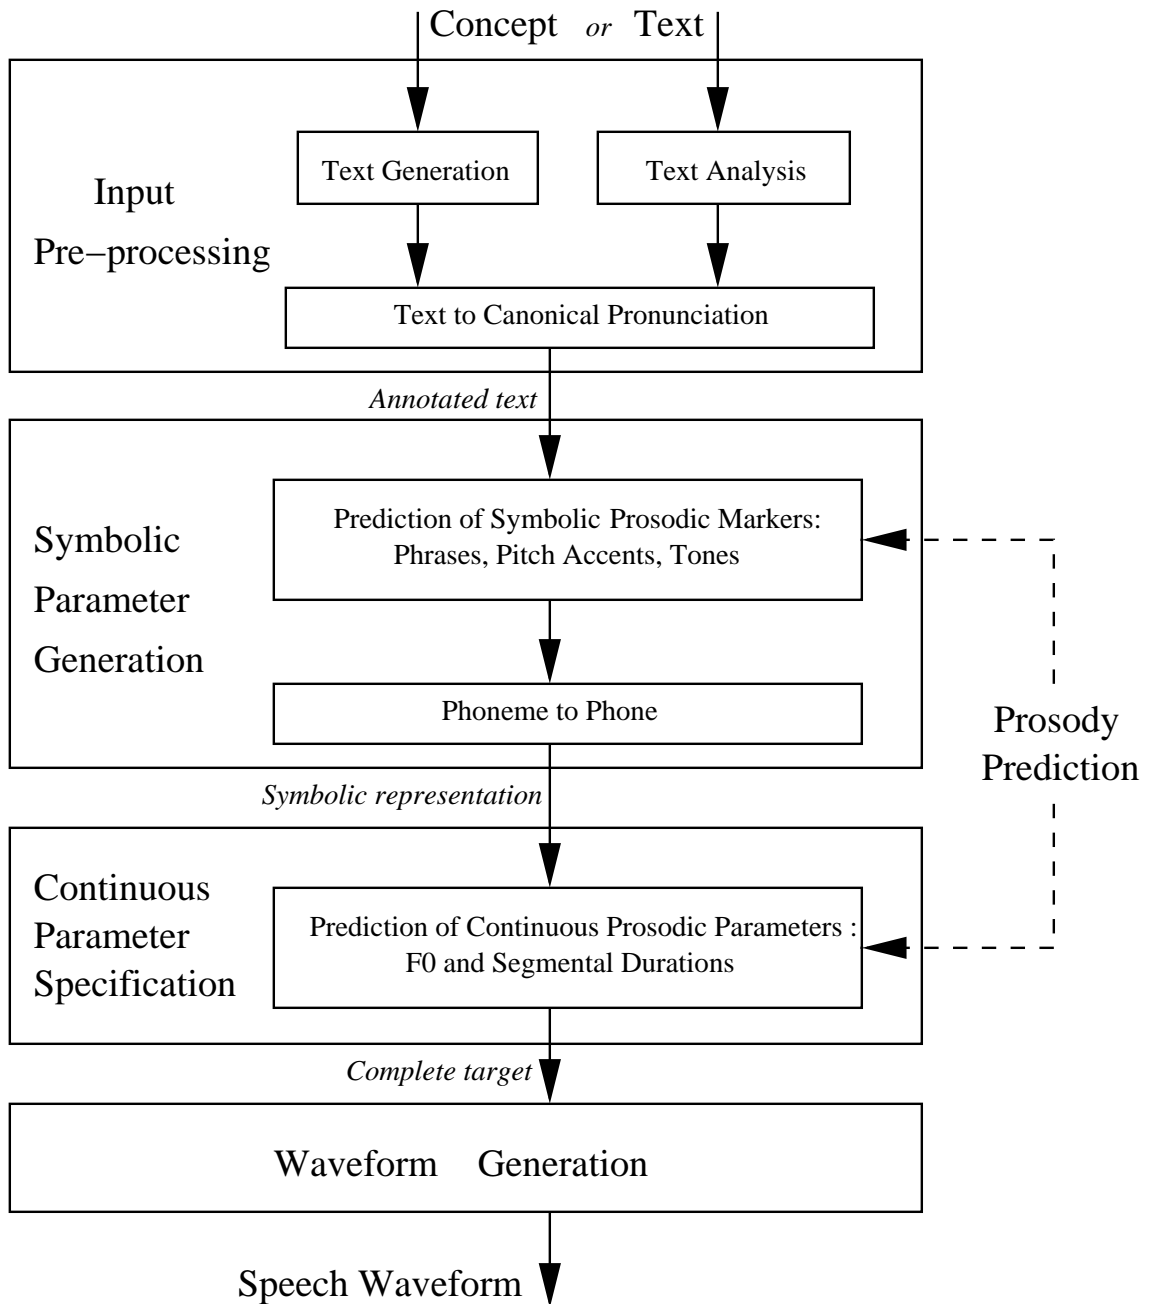 Concept or Text
Text Generation
Text Analysis
Input
Pre−processing
Text to Canonical Pronunciation
Annotated text
Prediction of Symbolic Prosodic Markers:
Phrases, Pitch Accents, Tones
Symbolic
Parameter
Generation
Phoneme to Phone
Prosody
Prediction
Symbolic representation
Continuous
Parameter
Specification
Prediction of Continuous Prosodic Parameters :
F0 and Segmental Durations
Complete target
Waveform Generation
Speech Waveform